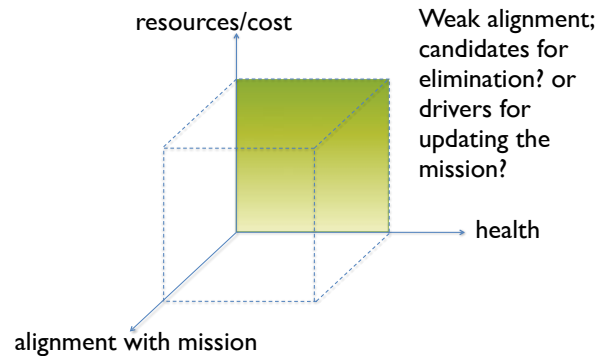 resources/cost
Weak alignment;
candidates for
elimination? or
drivers for
updating the
mission?
health
alignment with mission